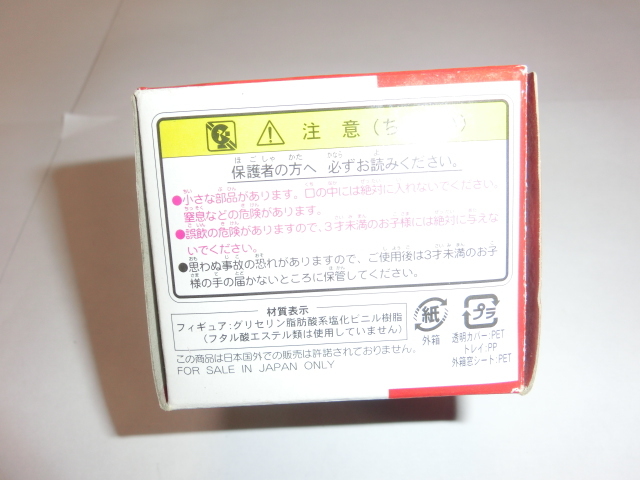 注意(ち
保護者の方へ 必ずお読みください。
●小さな部品があります。口の中には絶対に入れないでください。
窒息などの危険があります。
●誤飲の危険がありますので、3才未満のお子様には絶対に与えな
いでください。
●思わぬ事故の恐れがありますので、ご使用後は3才未満のお子
様の手の届かないところに保管してください。
材質表示
フィギュア:グリセリン脂肪酸系塩化ビニル樹脂
(フタル酸エステル類は使用していません)
この商品は日本国外での販売は許諾されておりません。
FOR SALE IN JAPAN ONLY
紙
外箱
プラ
透明カバー:PET
トレイ:PP
外箱窓シート:PET